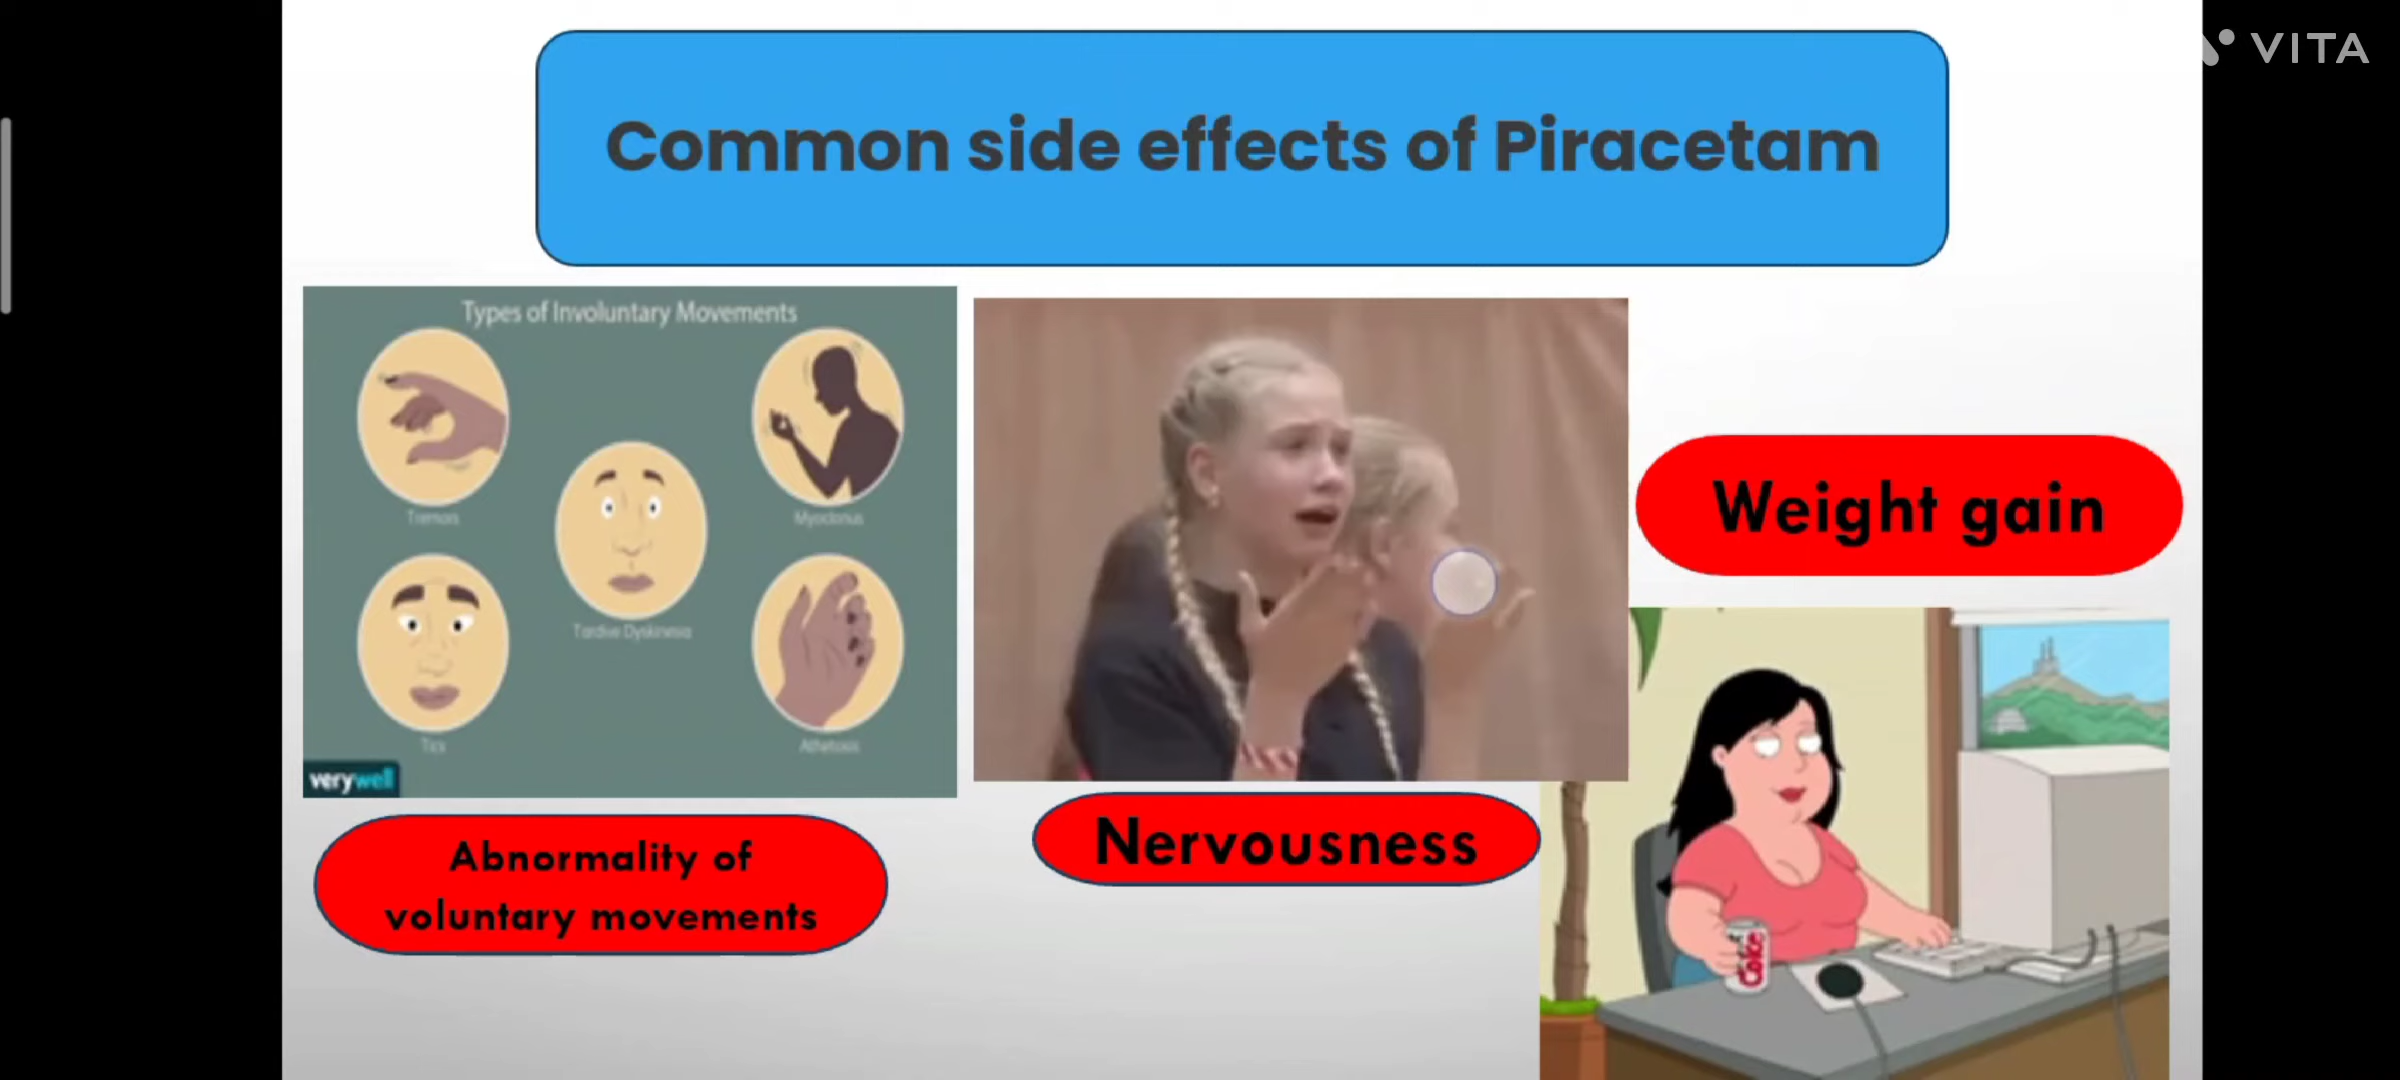 VITA
Common side effects of Piracetam
Types of Involuntary Movements
Tremors
Myoclonus
Tardive Dyskinesia
Tics
Athetosis
verywell
Abnormality of
voluntary movements
Nervousness
Weight gain
Coke